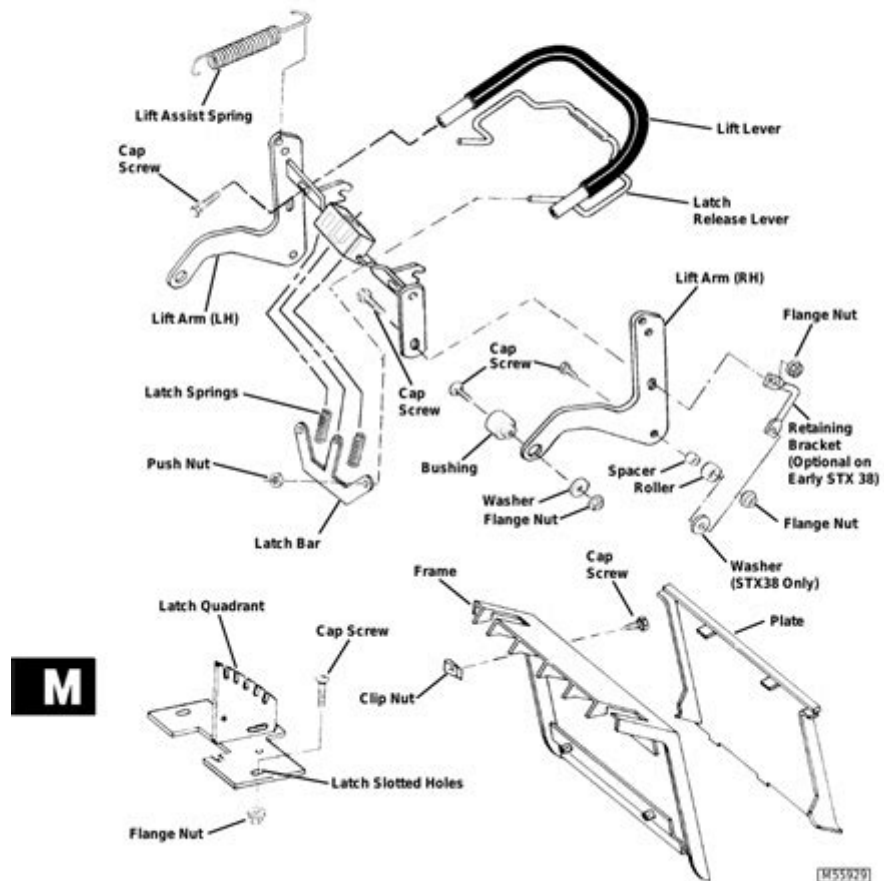 Lift Assist Spring
Cap
Screw
Lift Lever
Latch
Release Lever
Lift Arm (LH)
Lift Arm (RH)
Flange Nut
Cap
Screw
Latch Springs
Cap
Screw
Retaining
Bracket
(Optional on
Early STX 38)
Bushing
Push Nut
Spacer
Roller
Washer
Flange Nut
Flange Nut
Latch Bar
Washer
(STX38 Only)
Frame
Cap
Screw
Latch Quadrant
Plate
Cap Screw
M
Clip Nut
Latch Slotted Holes
Flange Nut
M55929